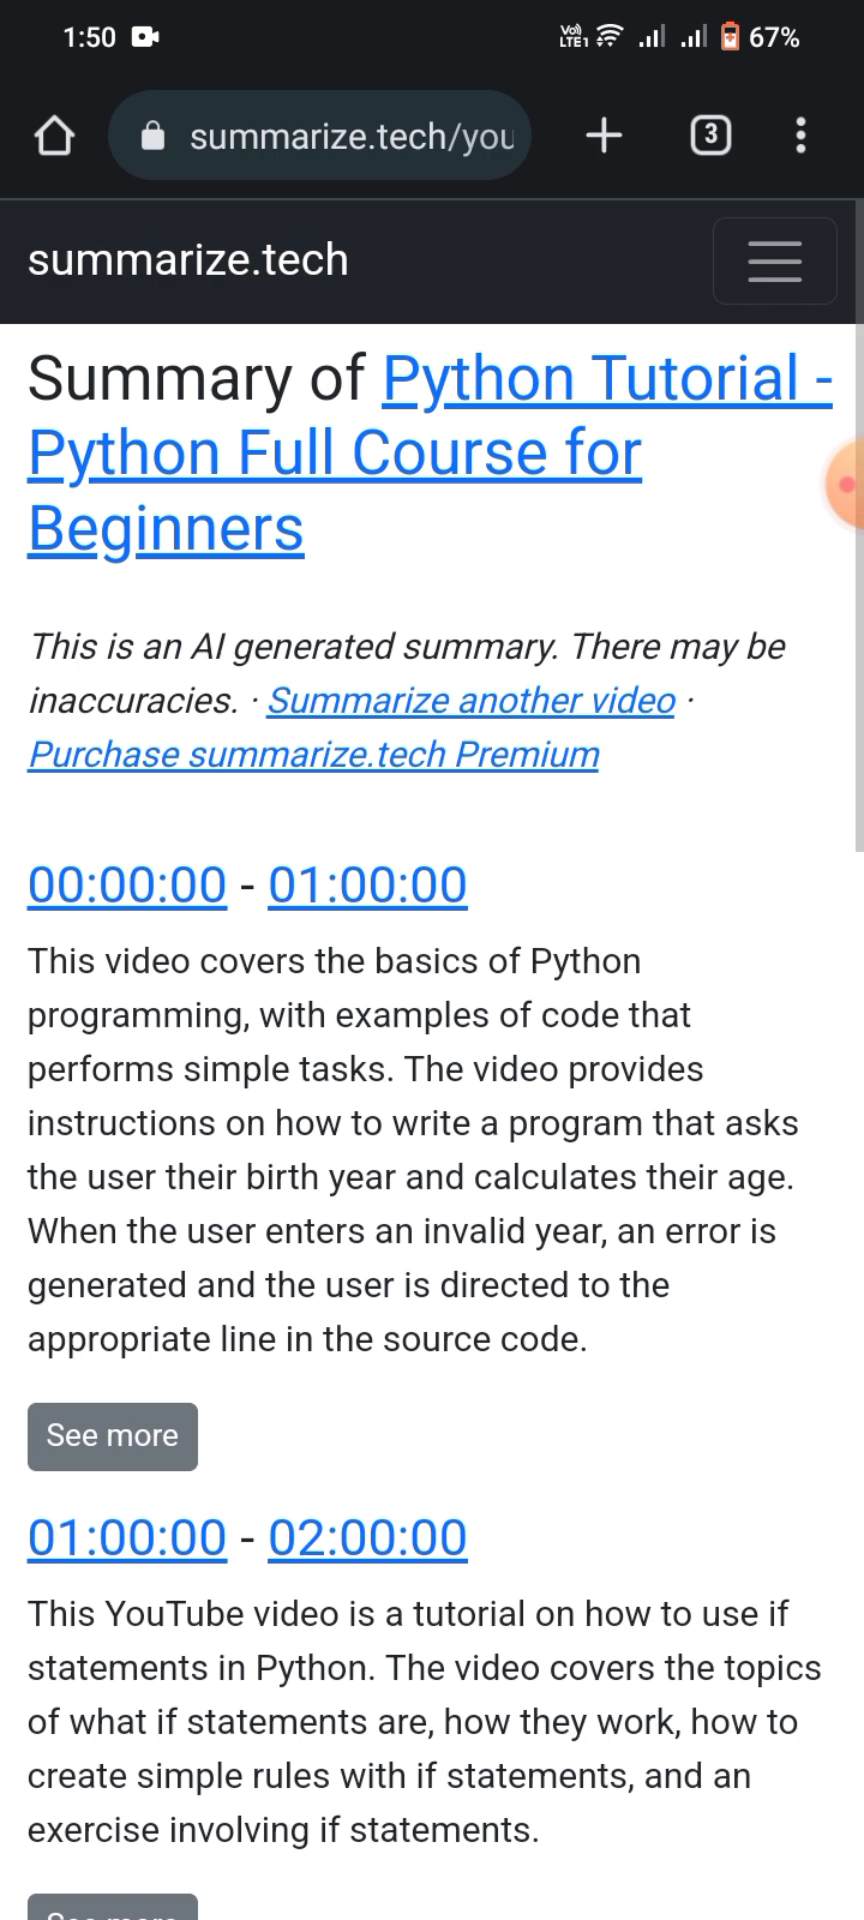 1:50
Vo)) LTE1 67%
summarize.tech/you
3
summarize.tech
Summary of Python Tutorial -
Python Full Course for
Beginners
This is an AI generated summary. There may be
inaccuracies. · Summarize another video ·
Purchase summarize.tech Premium
00:00:00 - 01:00:00
This video covers the basics of Python
programming, with examples of code that
performs simple tasks. The video provides
instructions on how to write a program that asks
the user their birth year and calculates their age.
When the user enters an invalid year, an error is
generated and the user is directed to the
appropriate line in the source code.
See more
01:00:00 - 02:00:00
This YouTube video is a tutorial on how to use if
statements in Python. The video covers the topics
of what if statements are, how they work, how to
create simple rules with if statements, and an
exercise involving if statements.
See more